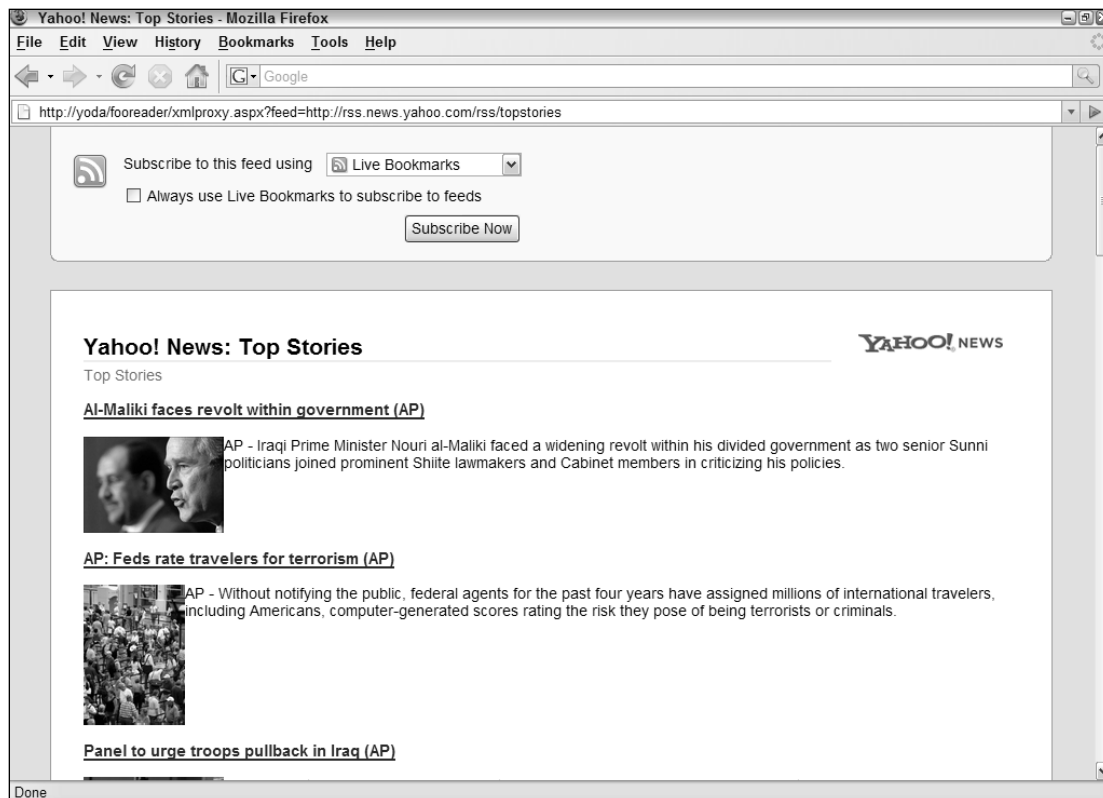 Yahoo! News: Top Stories - Mozilla Firefox
File Edit View History Bookmarks Tools Help
G Google
http://yoda/fooreader/xmlproxy.aspx?feed=http://rss.news.yahoo.com/rss/topstories
Subscribe to this feed using Live Bookmarks
Always use Live Bookmarks to subscribe to feeds
Subscribe Now
Yahoo! News: Top Stories
YAHOO! NEWS
Top Stories
Al-Maliki faces revolt within government (AP)
AP - Iraqi Prime Minister Nouri al-Maliki faced a widening revolt within his divided government as two senior Sunni
politicians joined prominent Shiite lawmakers and Cabinet members in criticizing his policies.
AP: Feds rate travelers for terrorism (AP)
AP - Without notifying the public, federal agents for the past four years have assigned millions of international travelers,
including Americans, computer-generated scores rating the risk they pose of being terrorists or criminals.
Panel to urge troops pullback in Iraq (AP)
Done